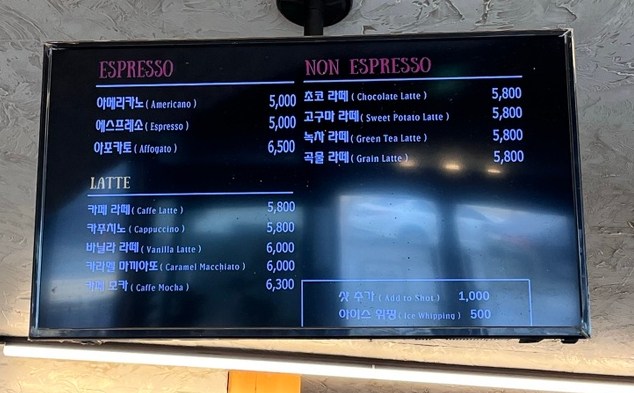 ESPRESSO
아메리카노 ( Americano ) 5,000
에스프레소 ( Espresso ) 5,000
아포카토 ( Affogato ) 6,500
LATTE
카페 라떼 ( Caffe Latte ) 5,800
카푸치노 ( Cappuccino ) 5,800
바닐라 라떼 ( Vanilla Latte ) 6,000
카라멜 마끼아또 ( Caramel Macchiato ) 6,000
카페 모카 ( Caffe Mocha ) 6,300
NON ESPRESSO
초코 라떼 ( Chocolate Latte ) 5,800
고구마 라떼 ( Sweet Potato Latte ) 5,800
녹차 라떼 ( Green Tea Latte ) 5,800
곡물 라떼 ( Grain Latte ) 5,800
샷 추가 ( Add to Shot ) 1,000
아이스 휘핑 ( Ice Whipping ) 500